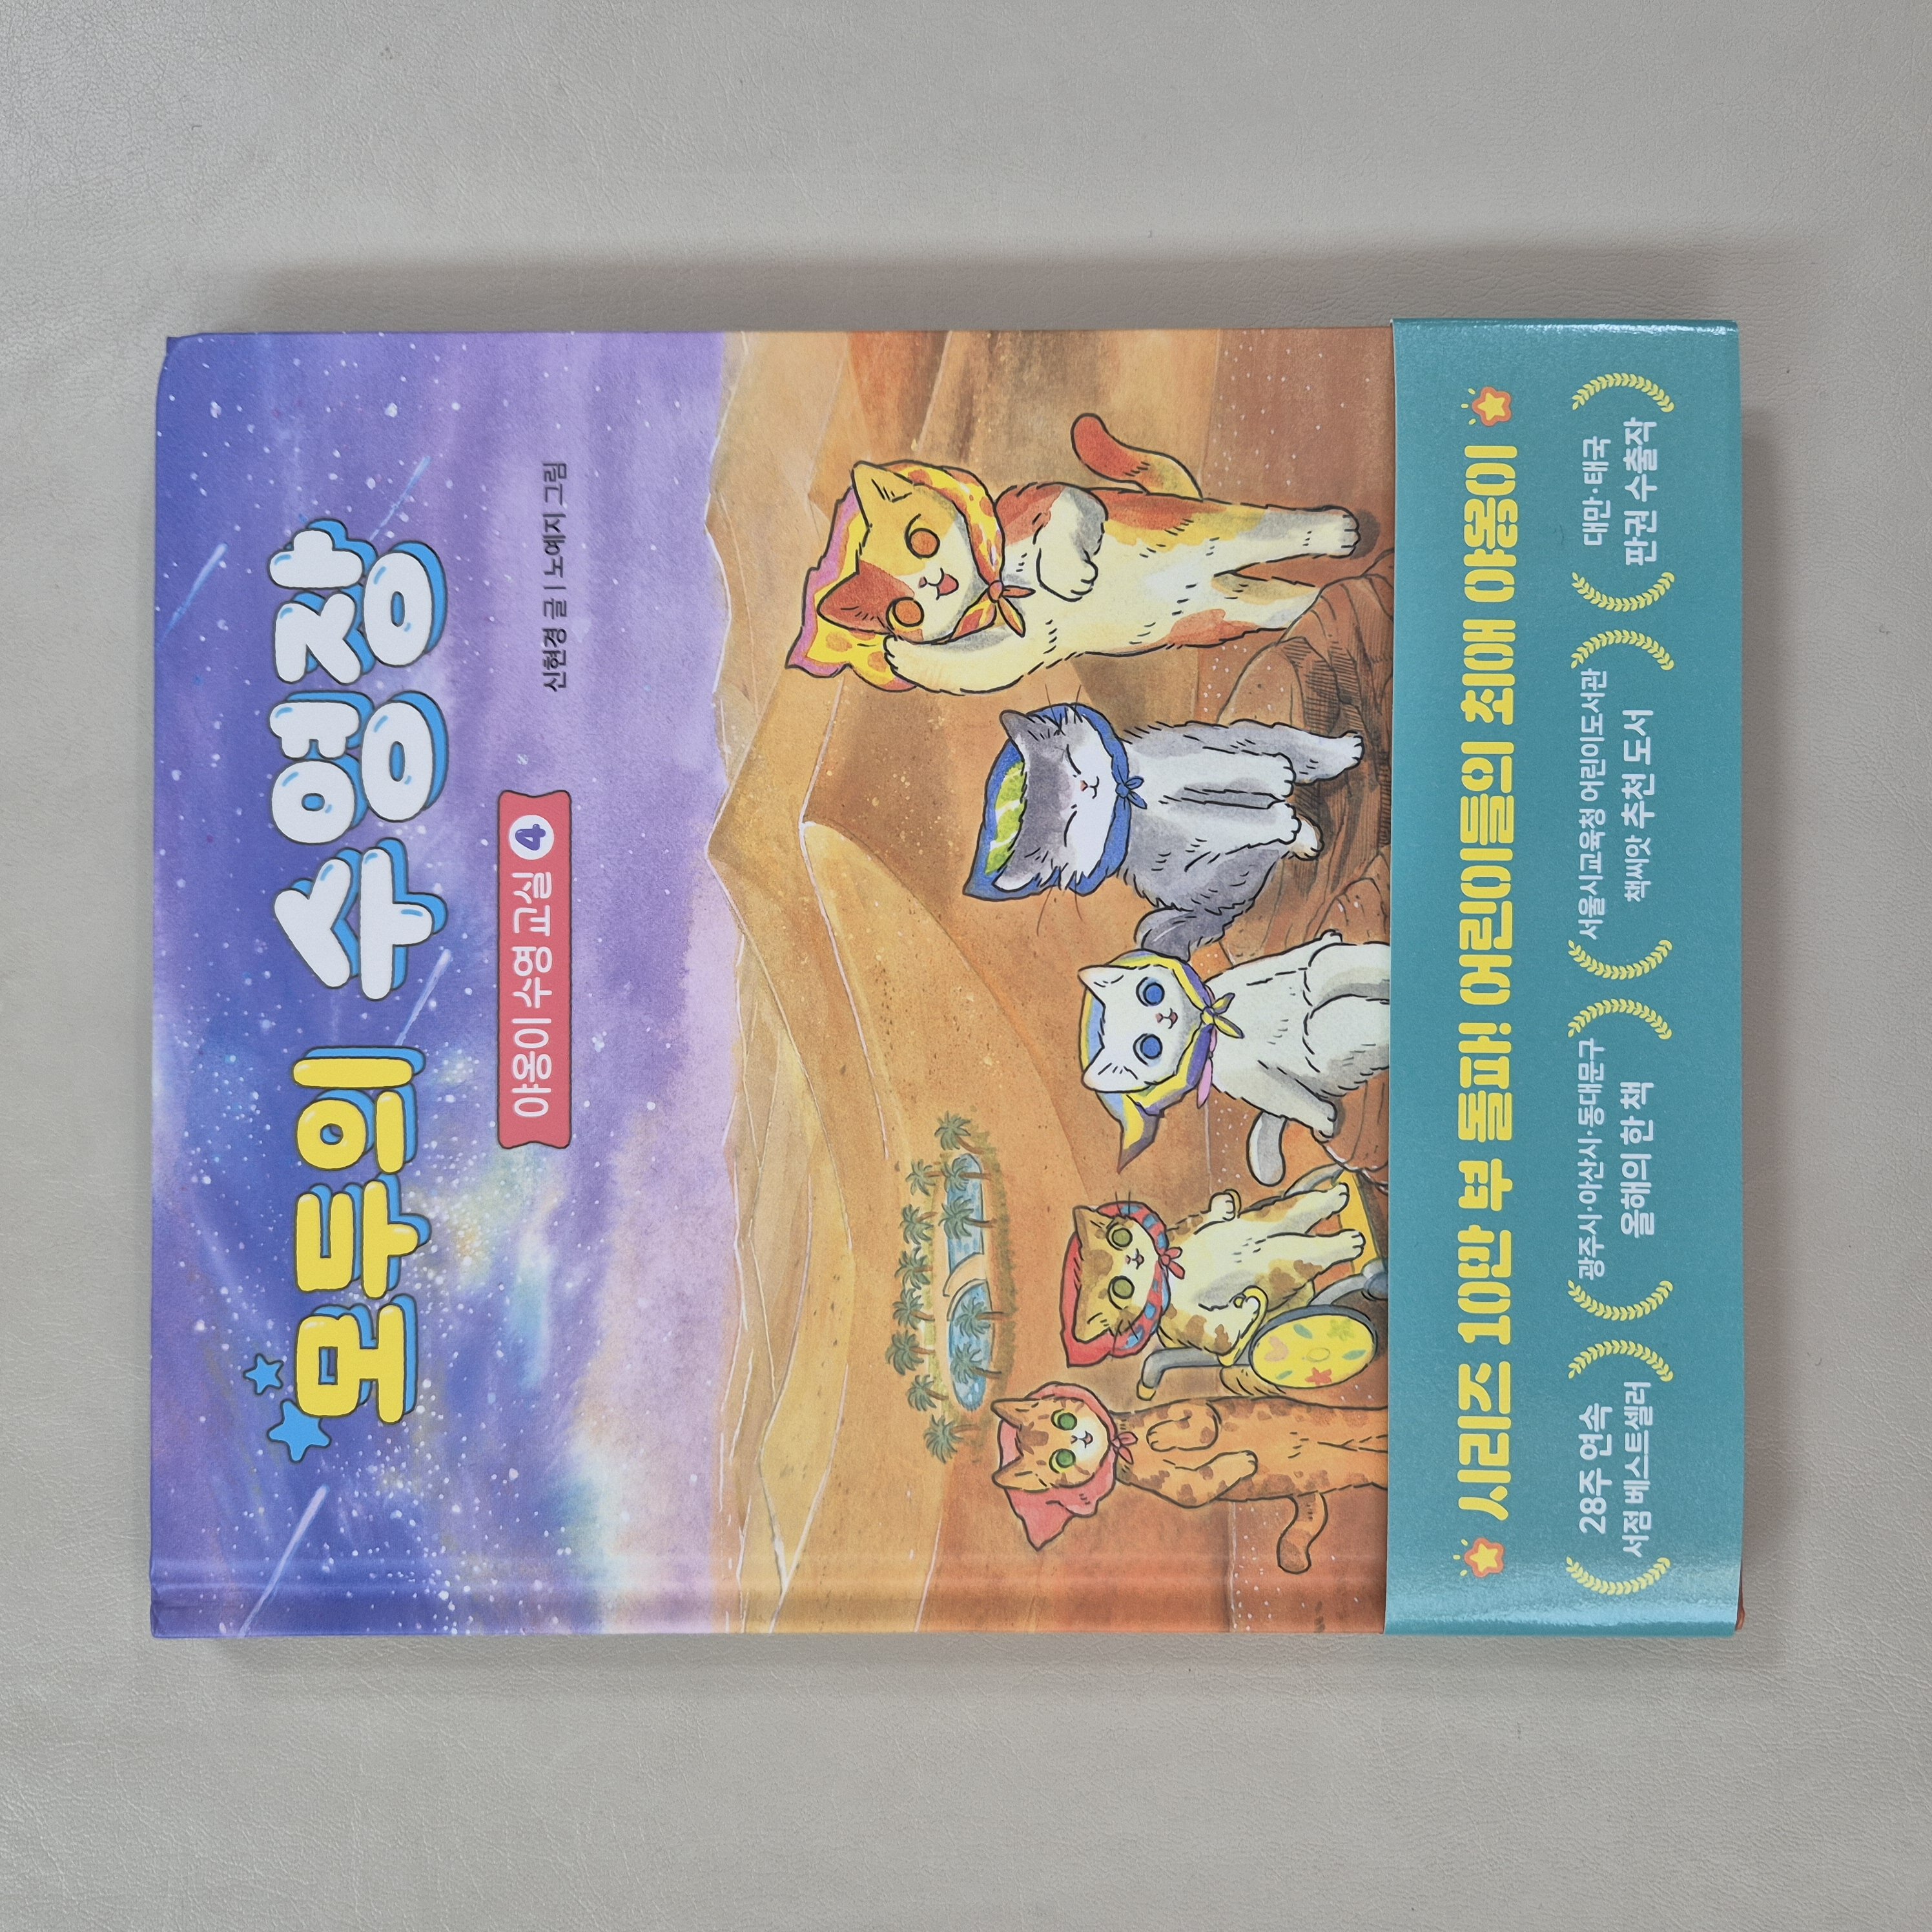 모두의 수영장
야옹이 수영 교실 4
신현경 글 | 노예지 그림
시리즈 10만 부 돌파! 어린이들의 최애 야옹이
28주 연속
서점 베스트셀러
광주시·아산시·동대문구
올해의 한 책
서울시교육청 어린이도서관
책씨앗 추천 도서
대만·태국
판권 수출작